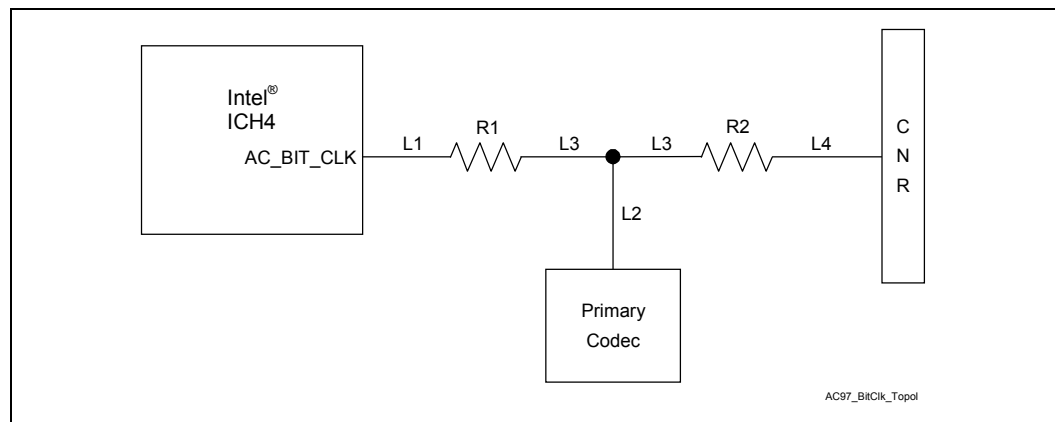 Intel®
ICH4
AC_BIT_CLK
L1
R1
L3
L3
R2
L4
C
N
R
L2
Primary
Codec
AC97_BitClk_Topol